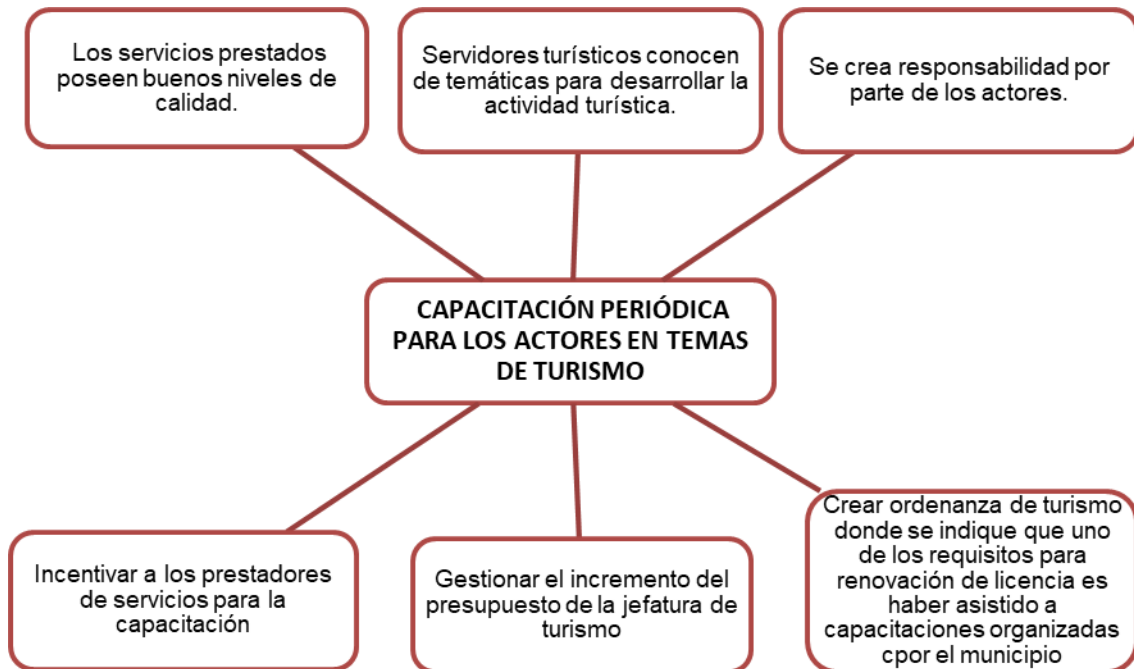 Los servicios prestados
poseen buenos niveles de
calidad.
Servidores turísticos conocen
de temáticas para desarrollar la
actividad turística.
Se crea responsabilidad por
parte de los actores.
CAPACITACIÓN PERIÓDICA
PARA LOS ACTORES EN TEMAS
DE TURISMO
Incentivar a los prestadores
de servicios para la
capacitación
Gestionar el incremento del
presupuesto de la jefatura de
turismo
Crear ordenanza de turismo
donde se indique que uno
de los requisitos para
renovación de licencia es
haber asistido a
capacitaciones organizadas
cpor el municipio